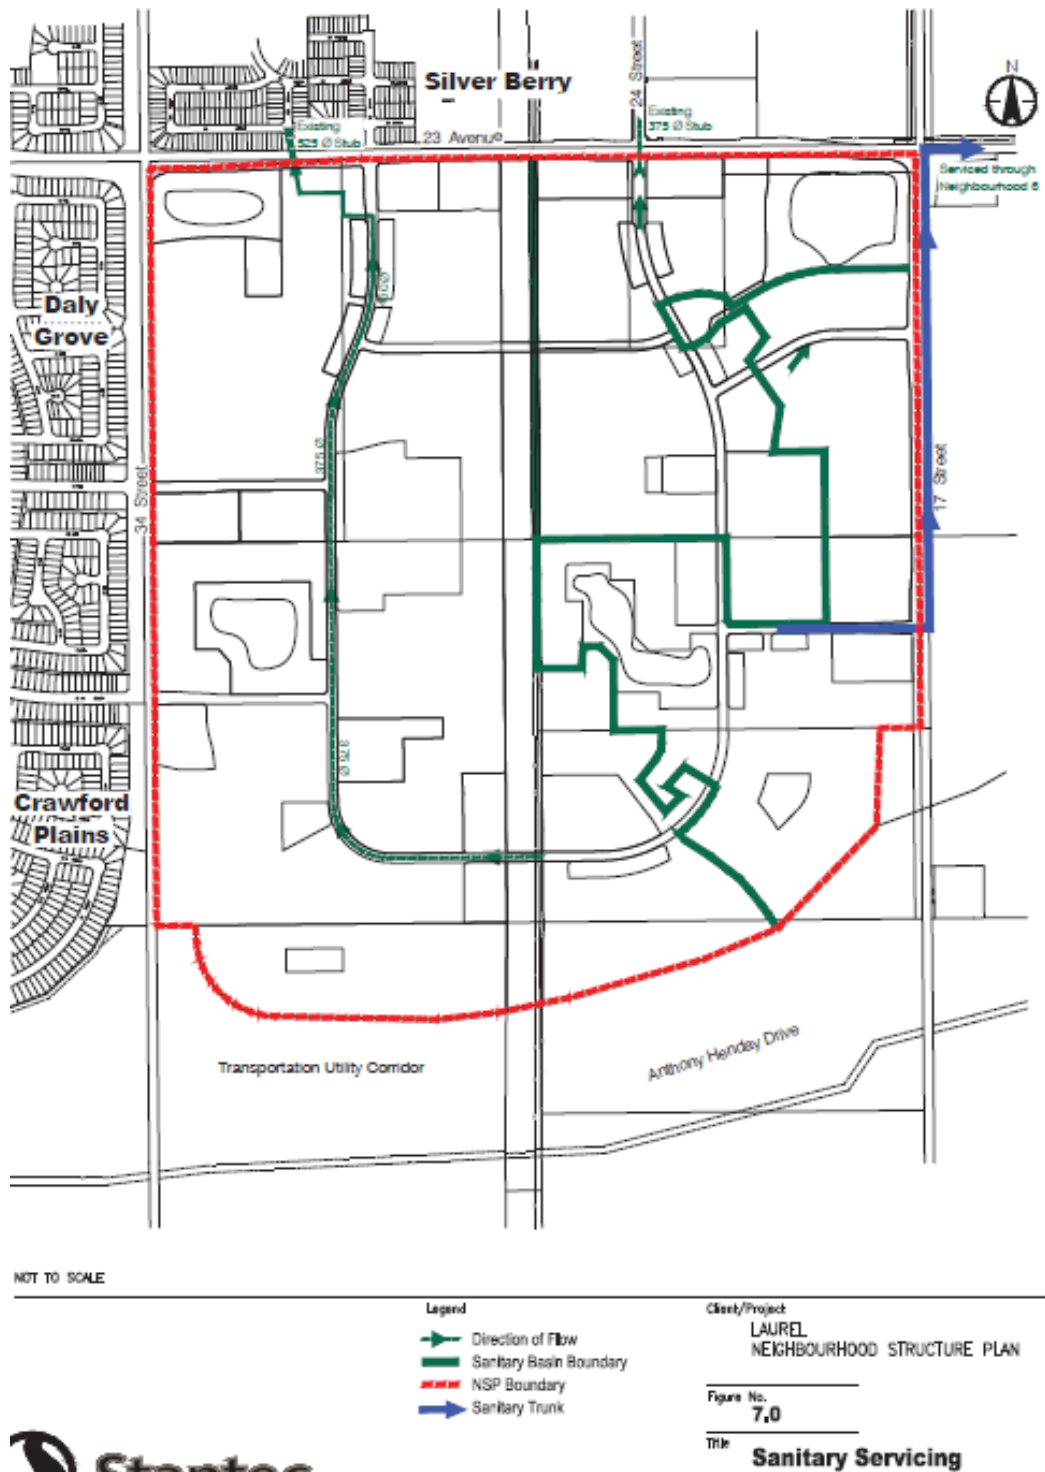 Silver Berry
24 Street
N
Existing
525 Ø Stub
23 Avenue
Existing
375 Ø Stub
Serviced through
Neighbourhood 6
Daly
Grove
375 Ø
34 Street
17 Street
375 Ø
Crawford
Plains
Transportation Utility Corridor
Anthony Henday Drive
NOT TO SCALE
Legend
Direction of Flow
Sanitary Basin Boundary
NSP Boundary
Sanitary Trunk
Client/Project
LAUREL
NEIGHBOURHOOD STRUCTURE PLAN
Figure No.
7.0
Title
Sanitary Servicing
Stantec